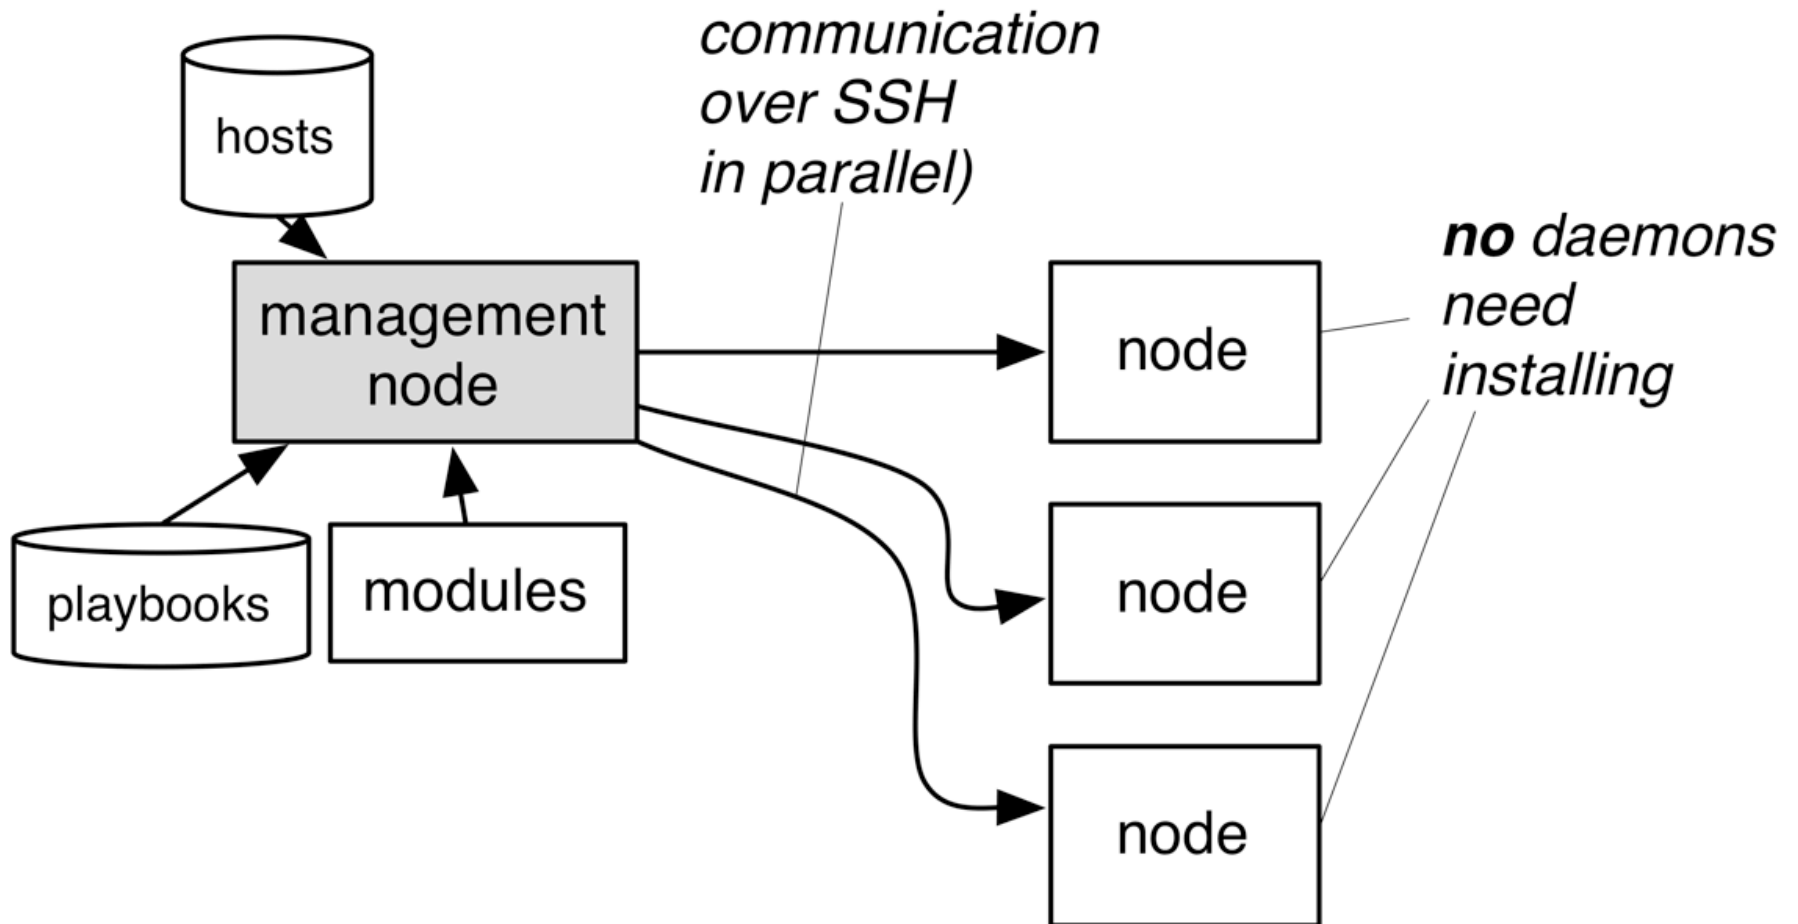 communication
over SSH
in parallel)
hosts
no daemons
need
installing
management
node
node
playbooks
modules
node
node